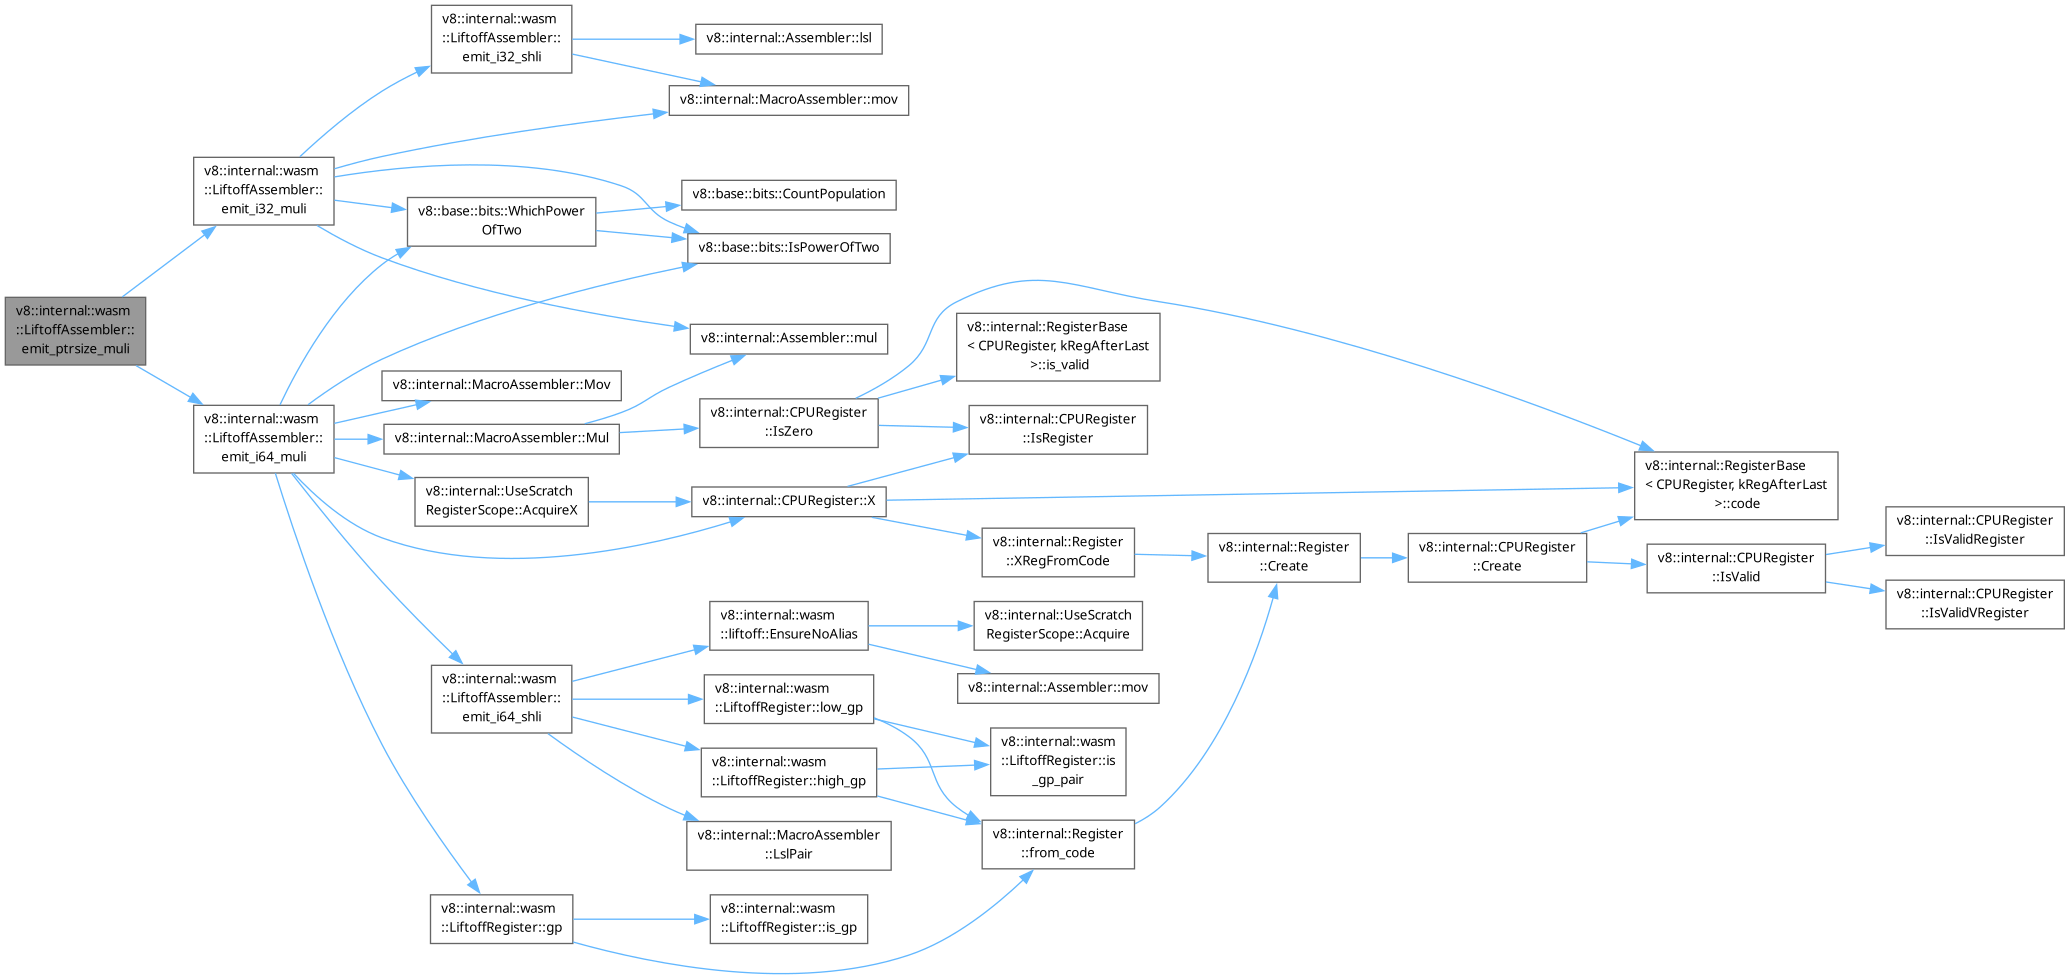 v8::internal::wasm
::LiftoffAssembler::
emit_ptrsize_muli
v8::internal::wasm
::LiftoffAssembler::
emit_i32_muli
v8::internal::wasm
::LiftoffAssembler::
emit_i64_muli
v8::internal::wasm
::LiftoffAssembler::
emit_i32_shli
v8::base::bits::WhichPower
OfTwo
v8::internal::MacroAssembler::Mov
v8::internal::MacroAssembler::Mul
v8::internal::UseScratch
RegisterScope::AcquireX
v8::internal::wasm
::LiftoffAssembler::
emit_i64_shli
v8::internal::wasm
::LiftoffRegister::gp
v8::internal::Assembler::lsl
v8::internal::MacroAssembler::mov
v8::base::bits::CountPopulation
v8::base::bits::IsPowerOfTwo
v8::internal::Assembler::mul
v8::internal::CPURegister
::IsZero
v8::internal::CPURegister::X
v8::internal::wasm
::liftoff::EnsureNoAlias
v8::internal::wasm
::LiftoffRegister::low_gp
v8::internal::wasm
::LiftoffRegister::high_gp
v8::internal::MacroAssembler
::LslPair
v8::internal::wasm
::LiftoffRegister::is_gp
v8::internal::RegisterBase
< CPURegister, kRegAfterLast
>::is_valid
v8::internal::CPURegister
::IsRegister
v8::internal::Register
::XRegFromCode
v8::internal::UseScratch
RegisterScope::Acquire
v8::internal::Assembler::mov
v8::internal::wasm
::LiftoffRegister::is
_gp_pair
v8::internal::Register
::from_code
v8::internal::Register
::Create
v8::internal::CPURegister
::Create
v8::internal::RegisterBase
< CPURegister, kRegAfterLast
>::code
v8::internal::CPURegister
::IsValid
v8::internal::CPURegister
::IsValidRegister
v8::internal::CPURegister
::IsValidVRegister